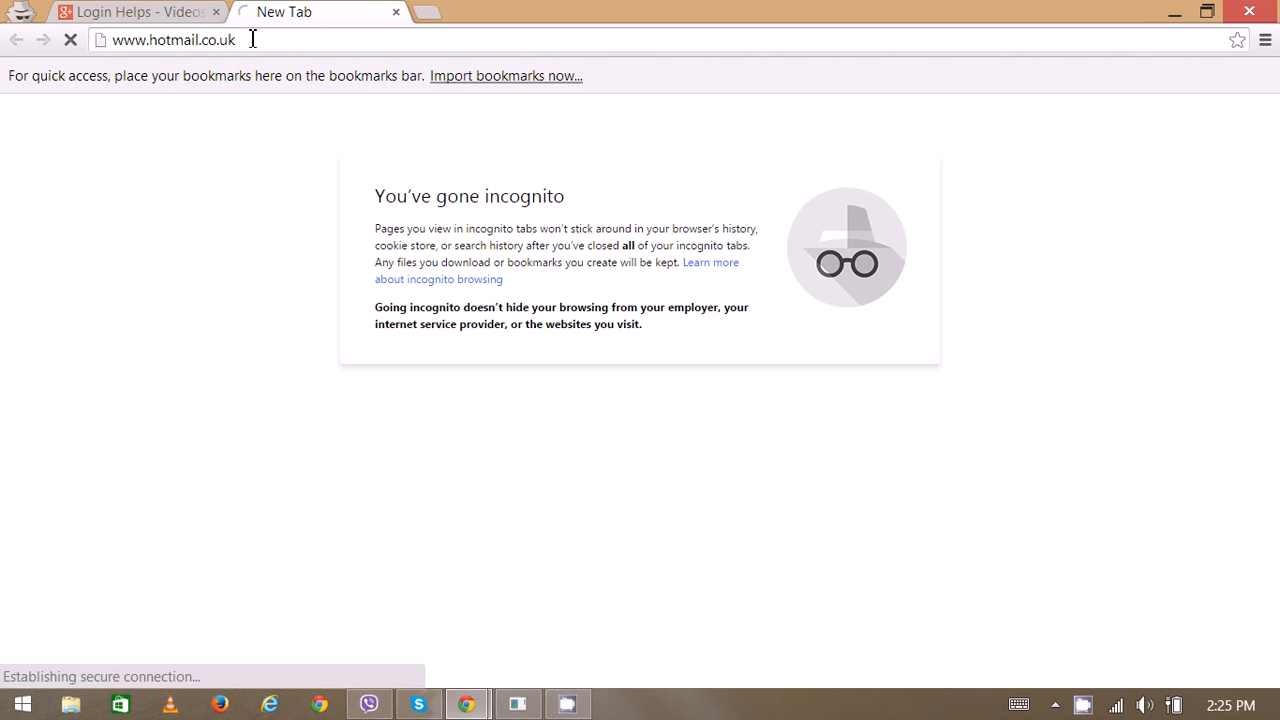 Login Helps - Videos
New Tab
www.hotmail.co.uk
For quick access, place your bookmarks here on the bookmarks bar. Import bookmarks now...
You've gone incognito
Pages you view in incognito tabs won't stick around in your browser's history,
cookie store, or search history after you've closed all of your incognito tabs.
Any files you download or bookmarks you create will be kept. Learn more
about incognito browsing
Going incognito doesn't hide your browsing from your employer, your
internet service provider, or the websites you visit.
Establishing secure connection...
2:25 PM